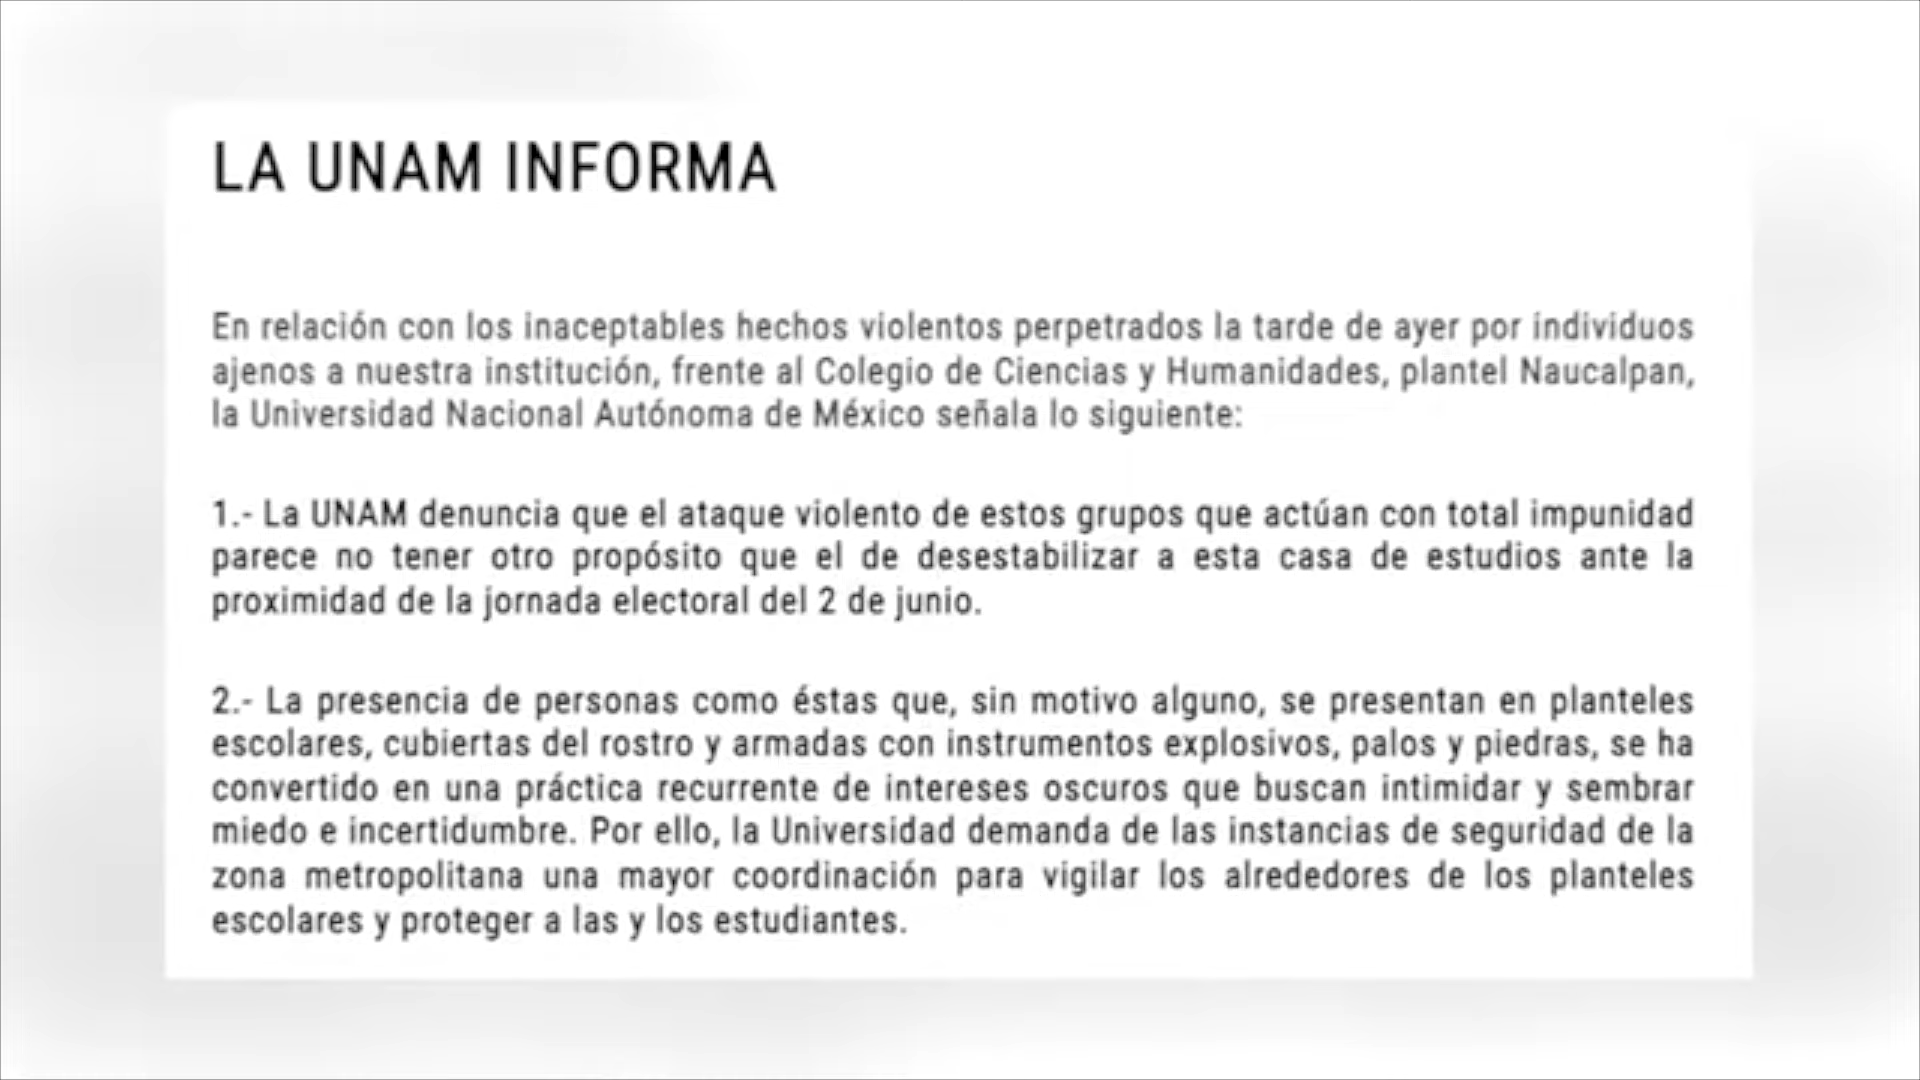 LA UNAM INFORMA
En relación con los inaceptables hechos violentos perpetrados la tarde de ayer por individuos
ajenos a nuestra institución, frente al Colegio de Ciencias y Humanidades, plantel Naucalpan,
la Universidad Nacional Autónoma de México señala lo siguiente:
1.- La UNAM denuncia que el ataque violento de estos grupos que actúan con total impunidad
parece no tener otro propósito que el de desestabilizar a esta casa de estudios ante la
proximidad de la jornada electoral del 2 de junio.
2.- La presencia de personas como éstas que, sin motivo alguno, se presentan en planteles
escolares, cubiertas del rostro y armadas con instrumentos explosivos, palos y piedras, se ha
convertido en una práctica recurrente de intereses oscuros que buscan intimidar y sembrar
miedo e incertidumbre. Por ello, la Universidad demanda de las instancias de seguridad de la
zona metropolitana una mayor coordinación para vigilar los alrededores de los planteles
escolares y proteger a las y los estudiantes.